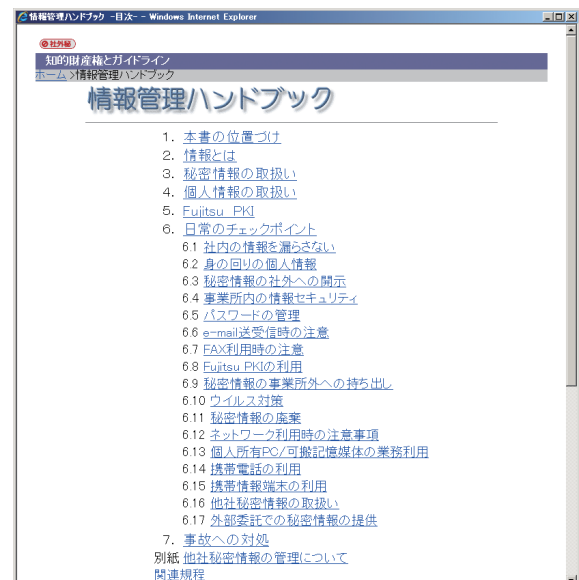 情報管理ハンドブック -目次- - Windows Internet Explorer
社外秘
知的財産権とガイドライン
ホーム >情報管理ハンドブック
情報管理ハンドブック
1. 本書の位置づけ
2. 情報とは
3. 秘密情報の取扱い
4. 個人情報の取扱い
5. Fujitsu PKI
6. 日常のチェックポイント
6.1 社内の情報を漏らさない
6.2 身の回りの個人情報
6.3 秘密情報の社外への開示
6.4 事業所内の情報セキュリティ
6.5 パスワードの管理
6.6 e-mail送受信時の注意
6.7 FAX利用時の注意
6.8 Fujitsu PKIの利用
6.9 秘密情報の事業所外への持ち出し
6.10 ウイルス対策
6.11 秘密情報の廃棄
6.12 ネットワーク利用時の注意事項
6.13 個人所有PC/可搬記憶媒体の業務利用
6.14 携帯電話の利用
6.15 携帯情報端末の利用
6.16 他社秘密情報の取扱い
6.17 外部委託での秘密情報の提供
7. 事故への対処
別紙 他社秘密情報の管理について
関連規程